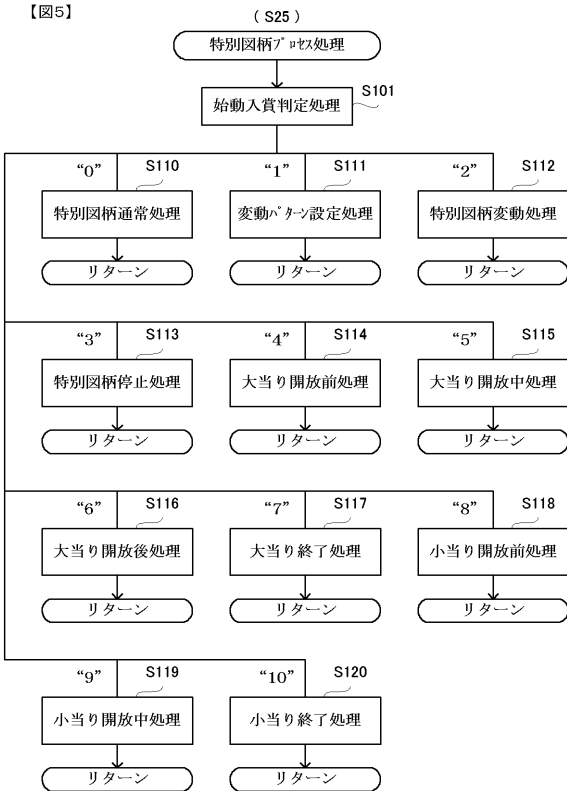 【図5】
(S25)
特別図柄プロセス処理
始動入賞判定処理
S101
“0”
S110
“1”
S111
“2”
S112
特別図柄通常処理
変動パターン設定処理
特別図柄変動処理
リターン
リターン
リターン
“3”
S113
“4”
S114
“5”
S115
特別図柄停止処理
大当り開放前処理
大当り開放中処理
リターン
リターン
リターン
“6”
S116
“7”
S117
“8”
S118
大当り開放後処理
大当り終了処理
小当り開放前処理
リターン
リターン
リターン
“9”
S119
“10”
S120
小当り開放中処理
小当り終了処理
リターン
リターン